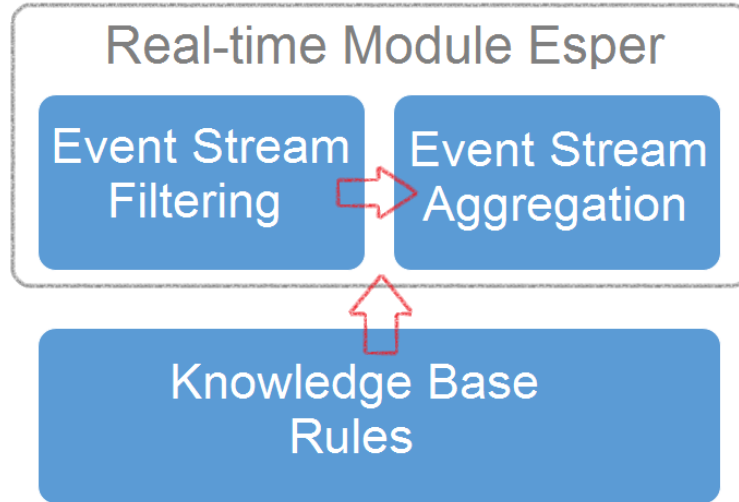 Real-time Module Esper
Event Stream
Filtering
Event Stream
Aggregation
Knowledge Base
Rules